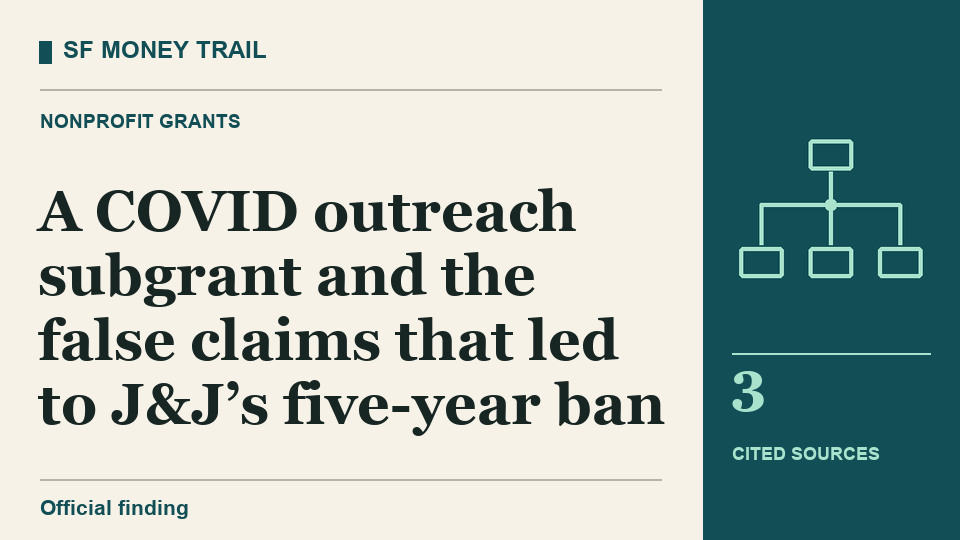 SF MONEY TRAIL
NONPROFIT GRANTS
A COVID outreach
subgrant and the
false claims that led
to J&J’s five-year ban
Official finding
3
CITED SOURCES